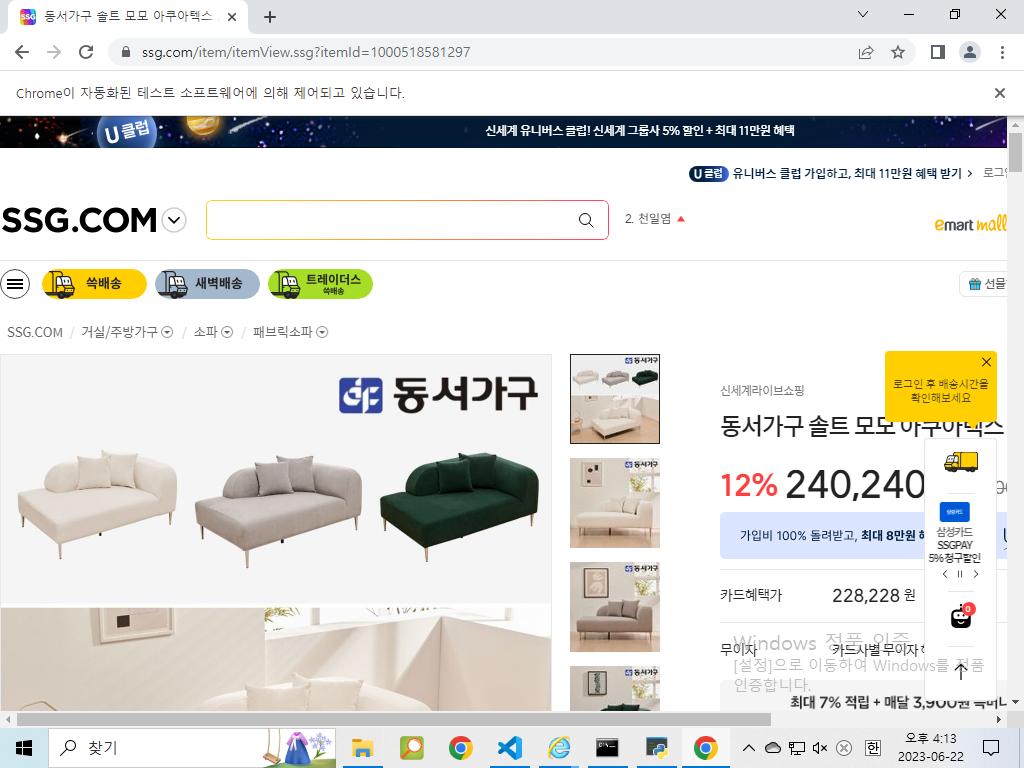 동서가구 솔트 모모 아쿠아텍스
ssg.com/item/itemView.ssg?itemId=1000518581297
Chrome이 자동화된 테스트 소프트웨어에 의해 제어되고 있습니다.
U클럽
신세계 유니버스 클럽! 신세계 그룹사 5% 할인 + 최대 11만원 혜택
U 클럽 유니버스 클럽 가입하고, 최대 11만원 혜택 받기 > 로그인
SSG.COM
2. 천일염
emart mall
쓱배송
새벽배송
트레이더스
쓱배송
선물
SSG.COM / 거실/주방가구 / 소파 / 패브릭소파
동서가구
로그인 후 배송시간을
확인해보세요
신세계라이브쇼핑
동서가구 솔트 모모 아쿠아텍스
12% 240,240
삼성카드
가입비 100% 돌려받고, 최대 8만원
삼성카드
SSGPAY
5% 청구할인
카드혜택가 228,228 원
0
무이자 카드사별 무이자
Windows 정품 인증
[설정]으로 이동하여 Windows를 정품
인증합니다.
최대 7% 적립 + 매달 3,900원
찾기
오후 4:13
2023-06-22
한